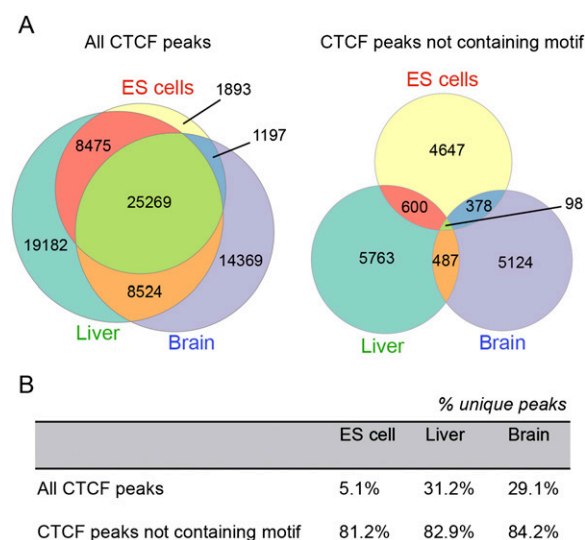 A
All CTCF peaks
CTCF peaks not containing motif
ES cells
1893
1197
8475
25269
19182
14369
8524
Liver
Brain
ES cells
4647
600
378
98
5763
487
5124
Liver
Brain
B
% unique peaks
ES cell Liver Brain
All CTCF peaks 5.1% 31.2% 29.1%
CTCF peaks not containing motif 81.2% 82.9% 84.2%